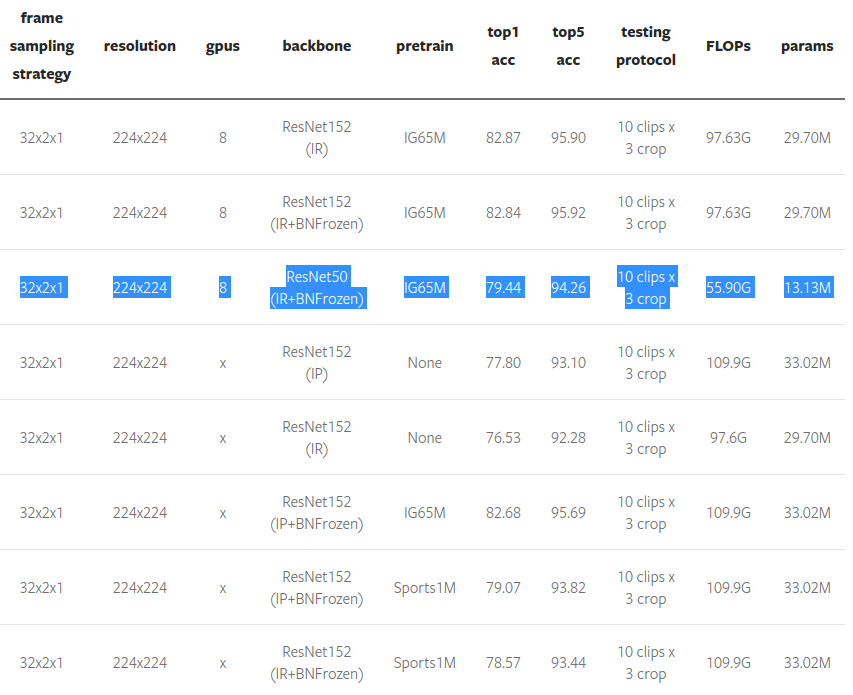 frame sampling strategy resolution gpus backbone pretrain top1 acc top5 acc testing protocol FLOPs params
32x2x1 224x224 8 ResNet152 (IR) IG65M 82.87 95.90 10 clips x 3 crop 97.63G 29.70M
32x2x1 224x224 8 ResNet152 (IR+BNFrozen) IG65M 82.84 95.92 10 clips x 3 crop 97.63G 29.70M
32x2x1 224x224 8 ResNet50 (IR+BNFrozen) IG65M 79.44 94.26 10 clips x 3 crop 55.90G 13.13M
32x2x1 224x224 x ResNet152 (IP) None 77.80 93.10 10 clips x 3 crop 109.9G 33.02M
32x2x1 224x224 x ResNet152 (IR) None 76.53 92.28 10 clips x 3 crop 97.6G 29.70M
32x2x1 224x224 x ResNet152 (IP+BNFrozen) IG65M 82.68 95.69 10 clips x 3 crop 109.9G 33.02M
32x2x1 224x224 x ResNet152 (IP+BNFrozen) Sports1M 79.07 93.82 10 clips x 3 crop 109.9G 33.02M
32x2x1 224x224 x ResNet152 (IR+BNFrozen) Sports1M 78.57 93.44 10 clips x 3 crop 109.9G 33.02M